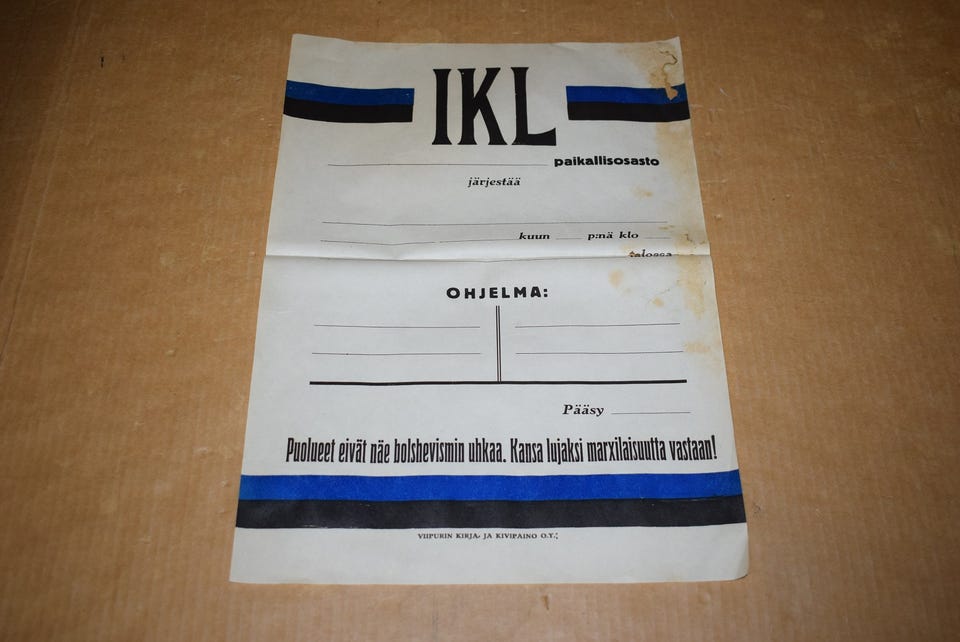 IKL
paikallisosasto
järjestää
kuun p:nä klo
talossa
OHJELMA:
Pääsy
Puolueet eivät näe bolshevismin uhkaa. Kansa lujaksi marxilaisuutta vastaan!
VIIPURIN KIRJA- JA KIVIPAINO O.Y.